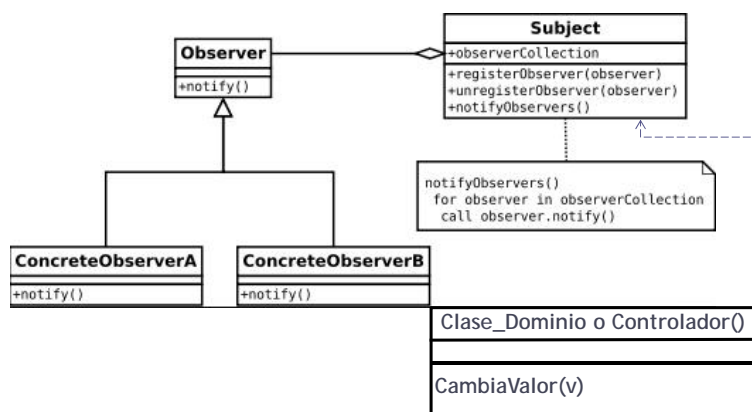 Subject
+observerCollection
+registerObserver(observer)
+unregisterObserver(observer)
+notifyObservers()
Observer
+notify()
notifyObservers()
for observer in observerCollection
call observer.notify()
ConcreteObserverA
+notify()
ConcreteObserverB
+notify()
Clase_Dominio o Controlador()
CambiaValor(v)